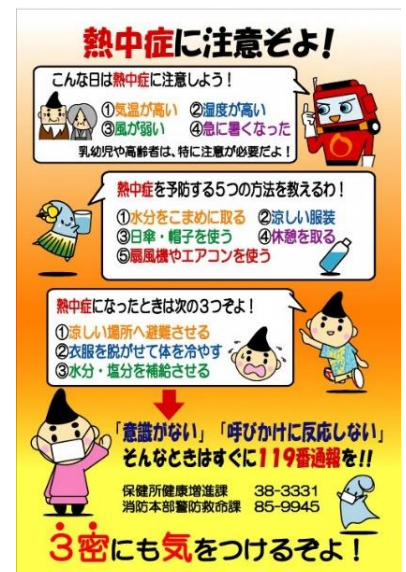 熱中症に注意ぞよ！
こんな日は熱中症に注意しよう！
①気温が高い ②湿度が高い
③風が弱い ④急に暑くなった
乳幼児や高齢者は、特に注意が必要だよ！
熱中症を予防する5つの方法を教えるわ！
①水分をこまめに取る ②涼しい服装
③日傘・帽子を使う ④休憩を取る
⑤扇風機やエアコンを使う
熱中症になったときは次の3つぞよ！
①涼しい場所へ避難させる
②衣服を脱がせて体を冷やす
③水分・塩分を補給させる
「意識がない」「呼びかけに反応しない」
そんなときはすぐに119番通報を!!
保健所健康増進課 38-3331
消防本部警防救命課 85-9945
3密にも気をつけるぞよ！